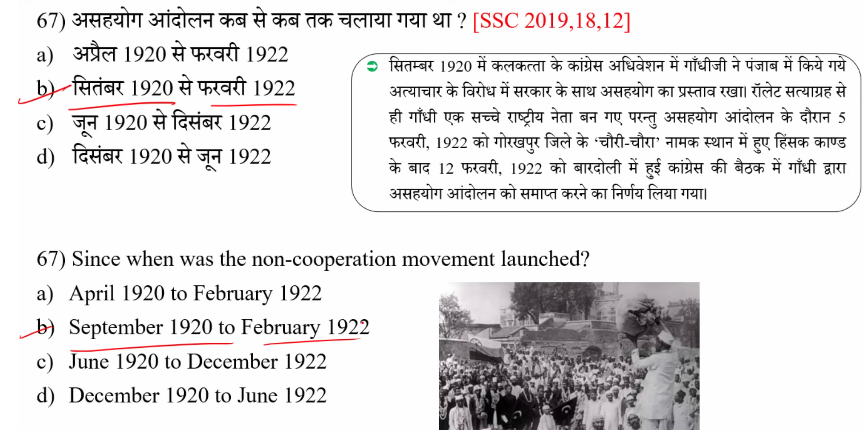 67) असहयोग आंदोलन कब से कब तक चलाया गया था ? [SSC 2019,18,12]
a) अप्रैल 1920 से फरवरी 1922
b) सितंबर 1920 से फरवरी 1922
c) जून 1920 से दिसंबर 1922
d) दिसंबर 1920 से जून 1922
सितम्बर 1920 में कलकत्ता के कांग्रेस अधिवेशन में गाँधीजी ने पंजाब में किये गये
अत्याचार के विरोध में सरकार के साथ असहयोग का प्रस्ताव रखा। रॉलेट सत्याग्रह से
ही गाँधी एक सच्चे राष्ट्रीय नेता बन गए परन्तु असहयोग आंदोलन के दौरान 5
फरवरी, 1922 को गोरखपुर जिले के ‘चौरी-चौरा’ नामक स्थान में हुए हिंसक काण्ड
के बाद 12 फरवरी, 1922 को बारदोली में हुई कांग्रेस की बैठक में गाँधी द्वारा
असहयोग आंदोलन को समाप्त करने का निर्णय लिया गया।
67) Since when was the non-cooperation movement launched?
a) April 1920 to February 1922
b) September 1920 to February 1922
c) June 1920 to December 1922
d) December 1920 to June 1922